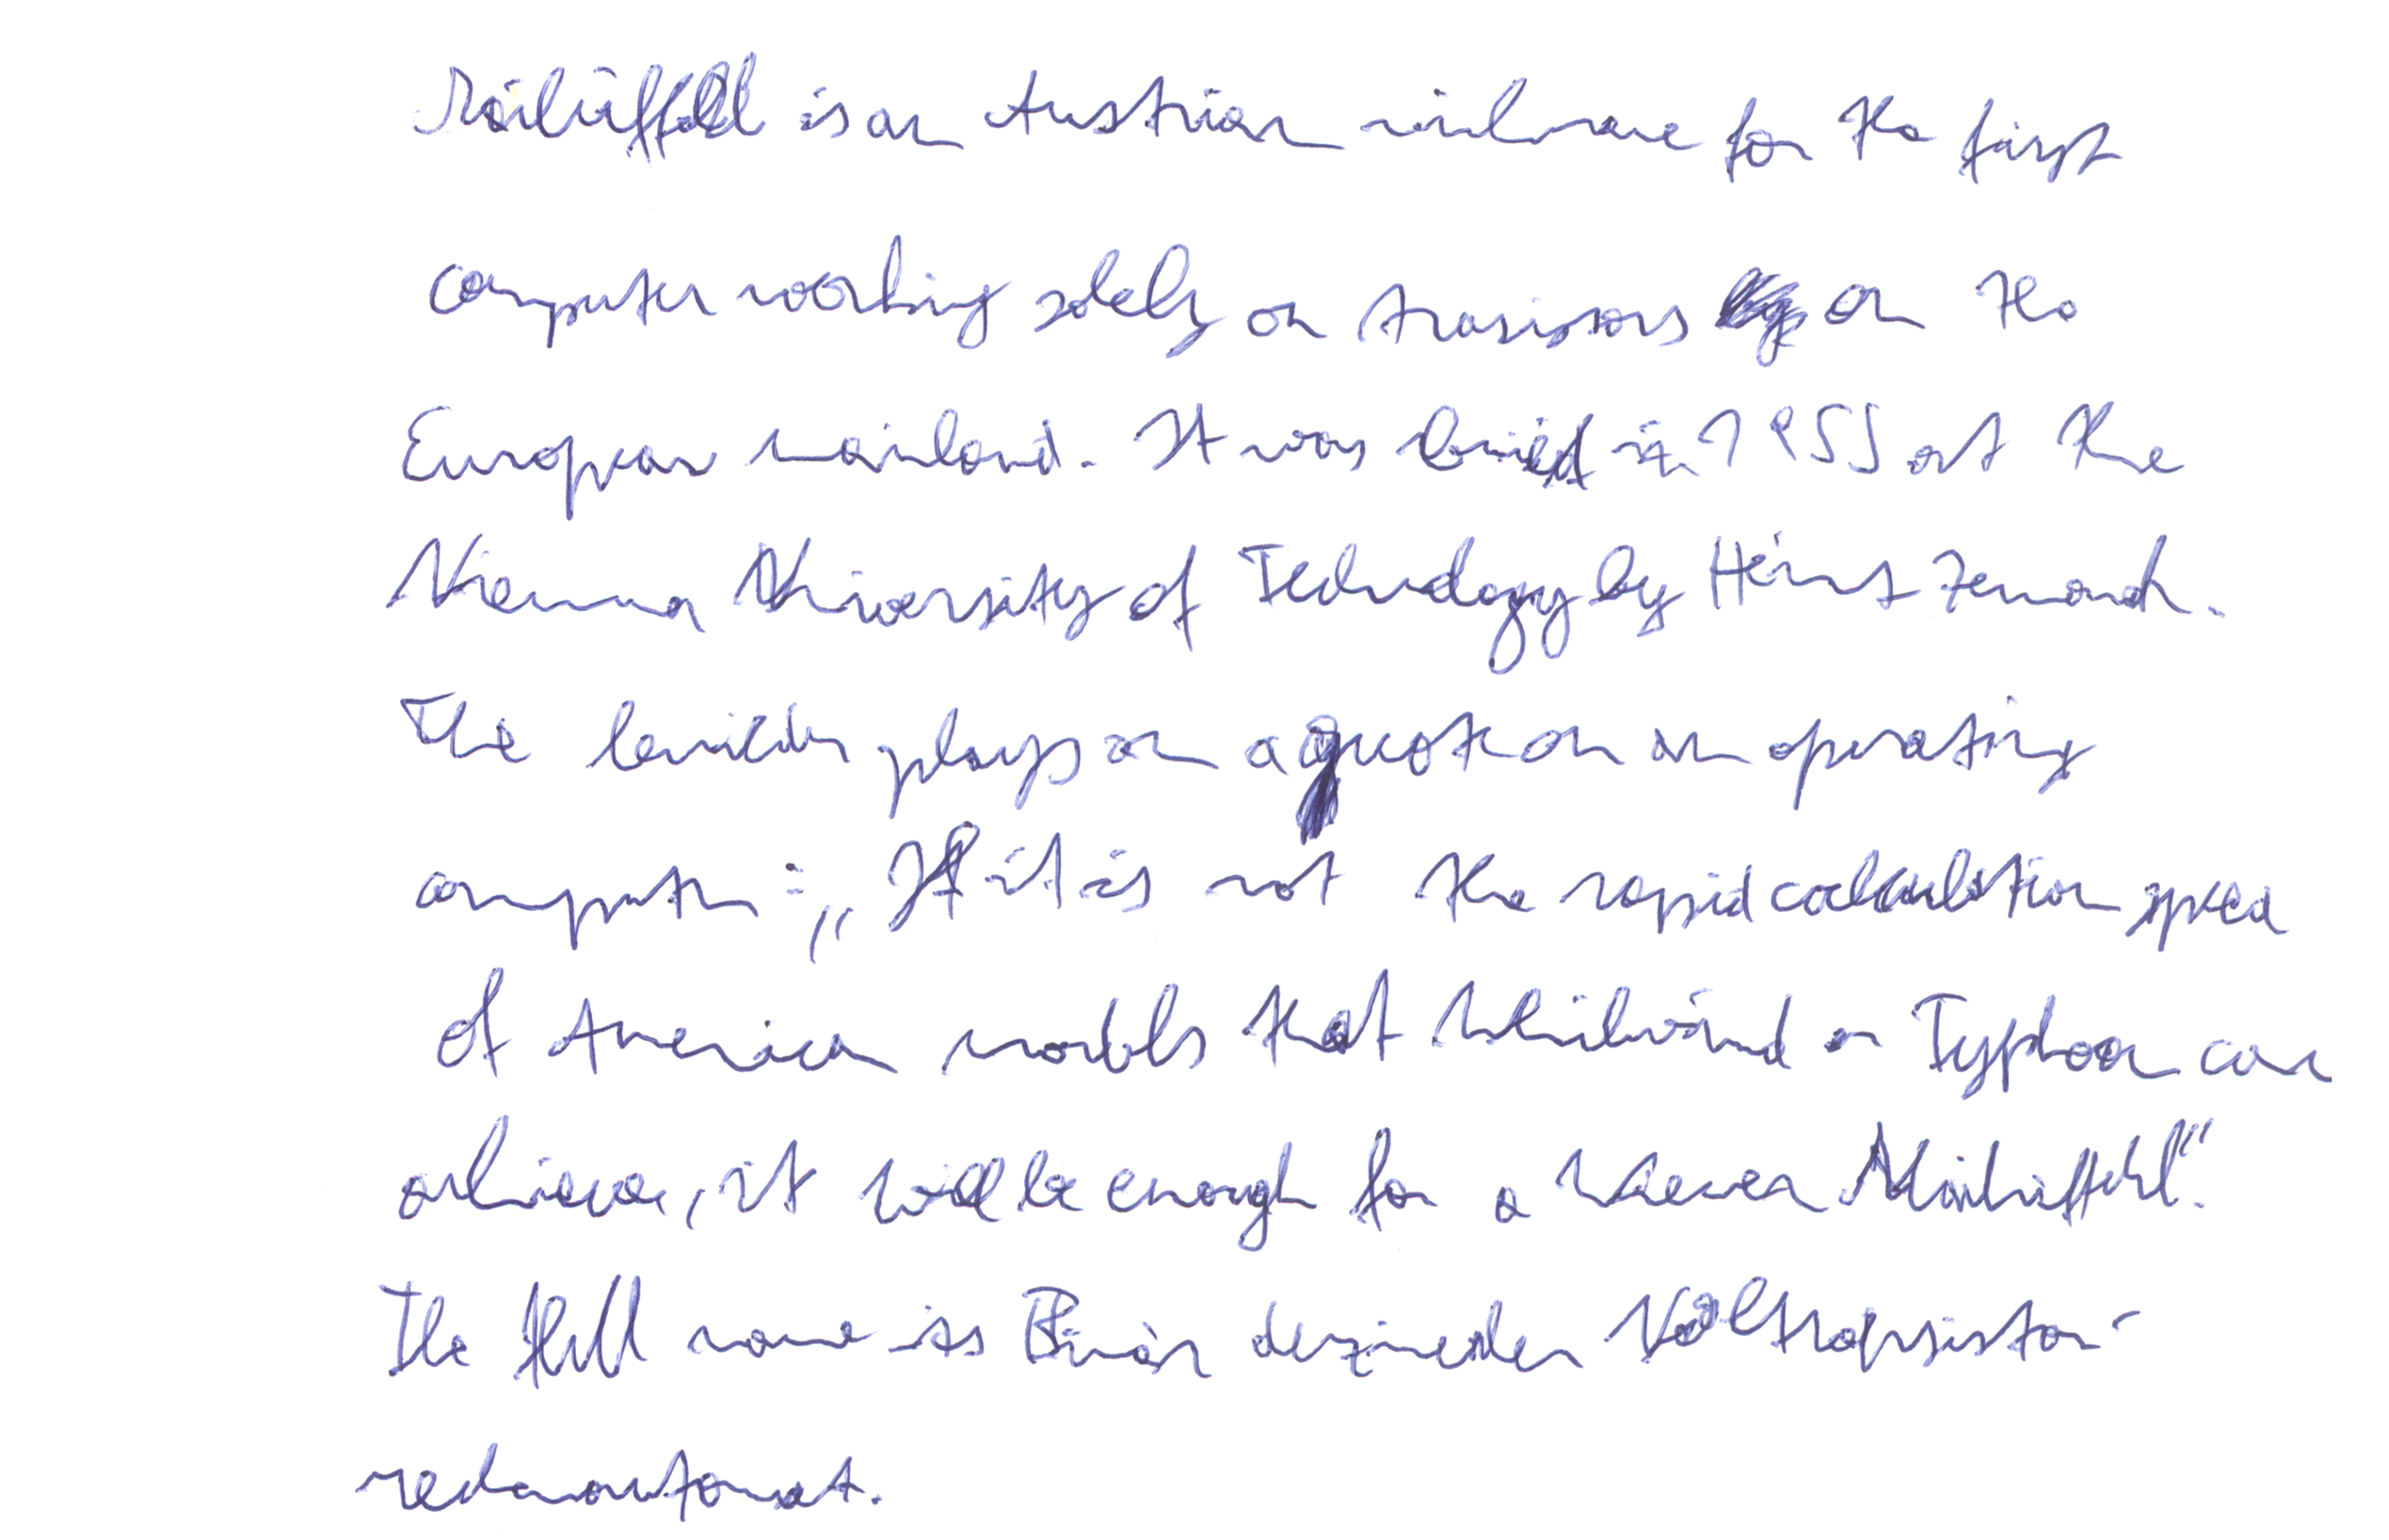 Mailüfterl is an Austrian nickname for the first
computer working solely on transistors on the
European mainland. It was build in 1955 at the
Vienna University of Technology by Heinz Zemanek.
The builder plays on a quote on an operating
computer: „If it is not the rapid calculation speed
of American models that Whirlwind or Typhoon can
achieve, it will be enough for a Wiener Mailüfterl".
The full name is Binär dezimaler Volltransistor-
rechenautomat.